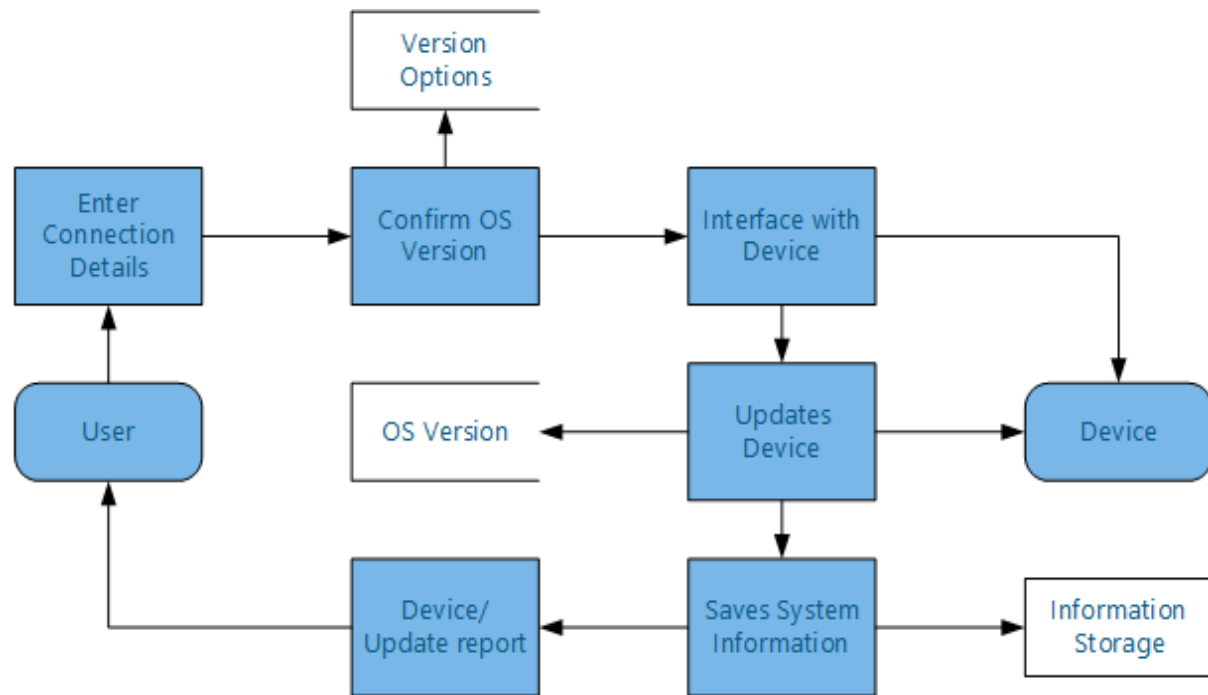 Version
Options
Enter
Connection
Details
Confirm OS
Version
Interface with
Device
User
OS Version
Updates
Device
Device
Device/
Update report
Saves System
Information
Information
Storage